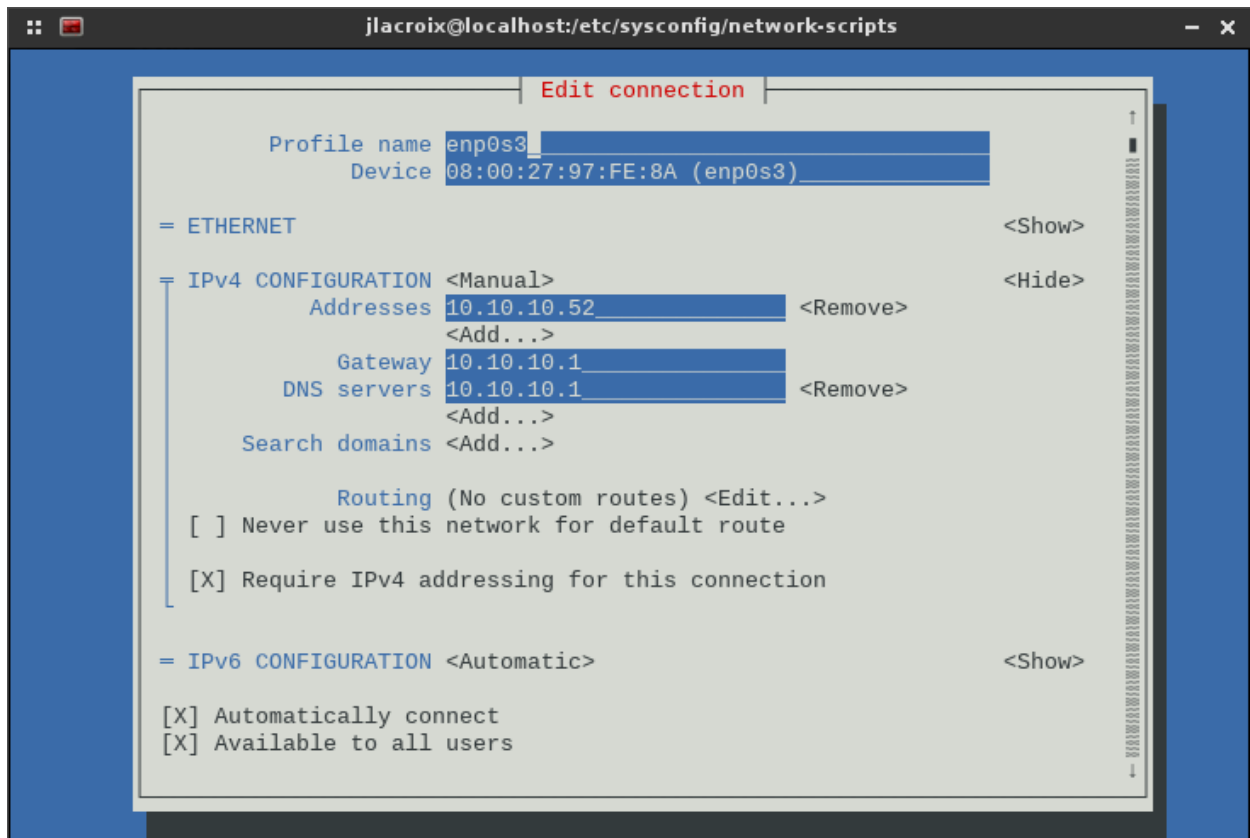 jlacroix@localhost:/etc/sysconfig/network-scripts
Edit connection
Profile name enp0s3
Device 08:00:27:97:FE:8A (enp0s3)
= ETHERNET <Show>
= IPv4 CONFIGURATION <Manual> <Hide>
Addresses 10.10.10.52 <Remove>
<Add...>
Gateway 10.10.10.1
DNS servers 10.10.10.1 <Remove>
<Add...>
Search domains <Add...>
Routing (No custom routes) <Edit...>
[ ] Never use this network for default route
[X] Require IPv4 addressing for this connection
= IPv6 CONFIGURATION <Automatic> <Show>
[X] Automatically connect
[X] Available to all users